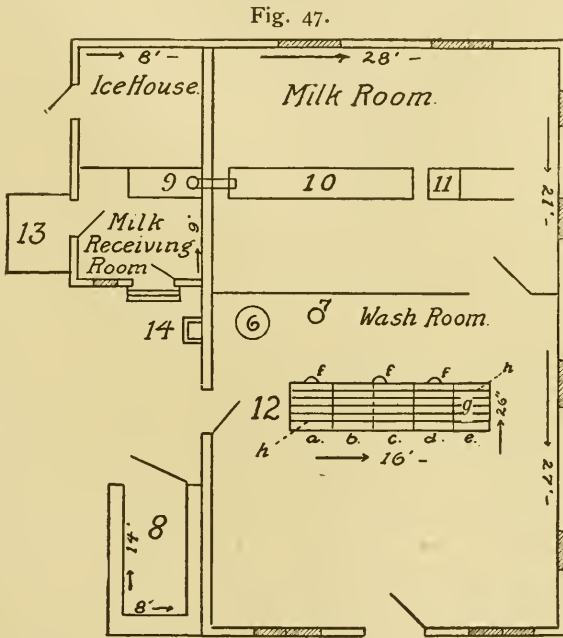 Fig. 47.
8'-
28'-
Ice House.
Milk Room.
9
10
11
21'-
13
Milk
Receiving
Room
9'
14
6
7
Wash Room.
f f f
h
12
g
26"
h
a. b. c. d. e.
16'-
27'-
8
14'
8'-